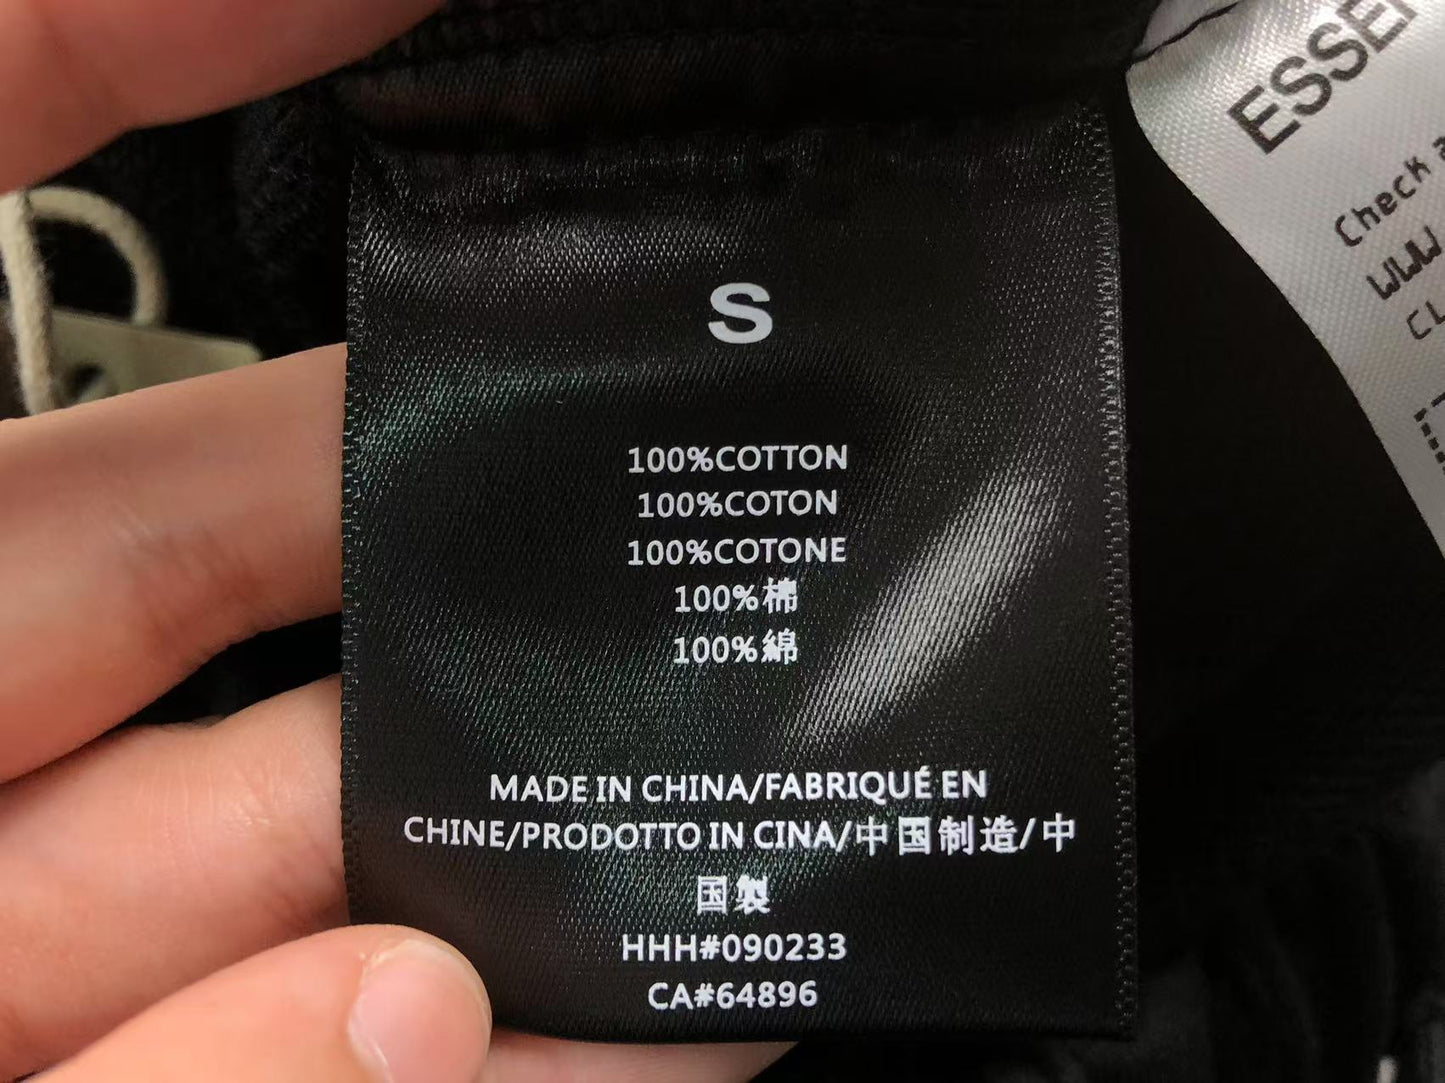 S
100%COTTON
100%COTON
100%COTONE
100%棉
100%綿
MADE IN CHINA/FABRIQUÉ EN
CHINE/PRODOTTO IN CINA/中国制造/中
国製
HHH#090233
CA#64896
Check
WWW